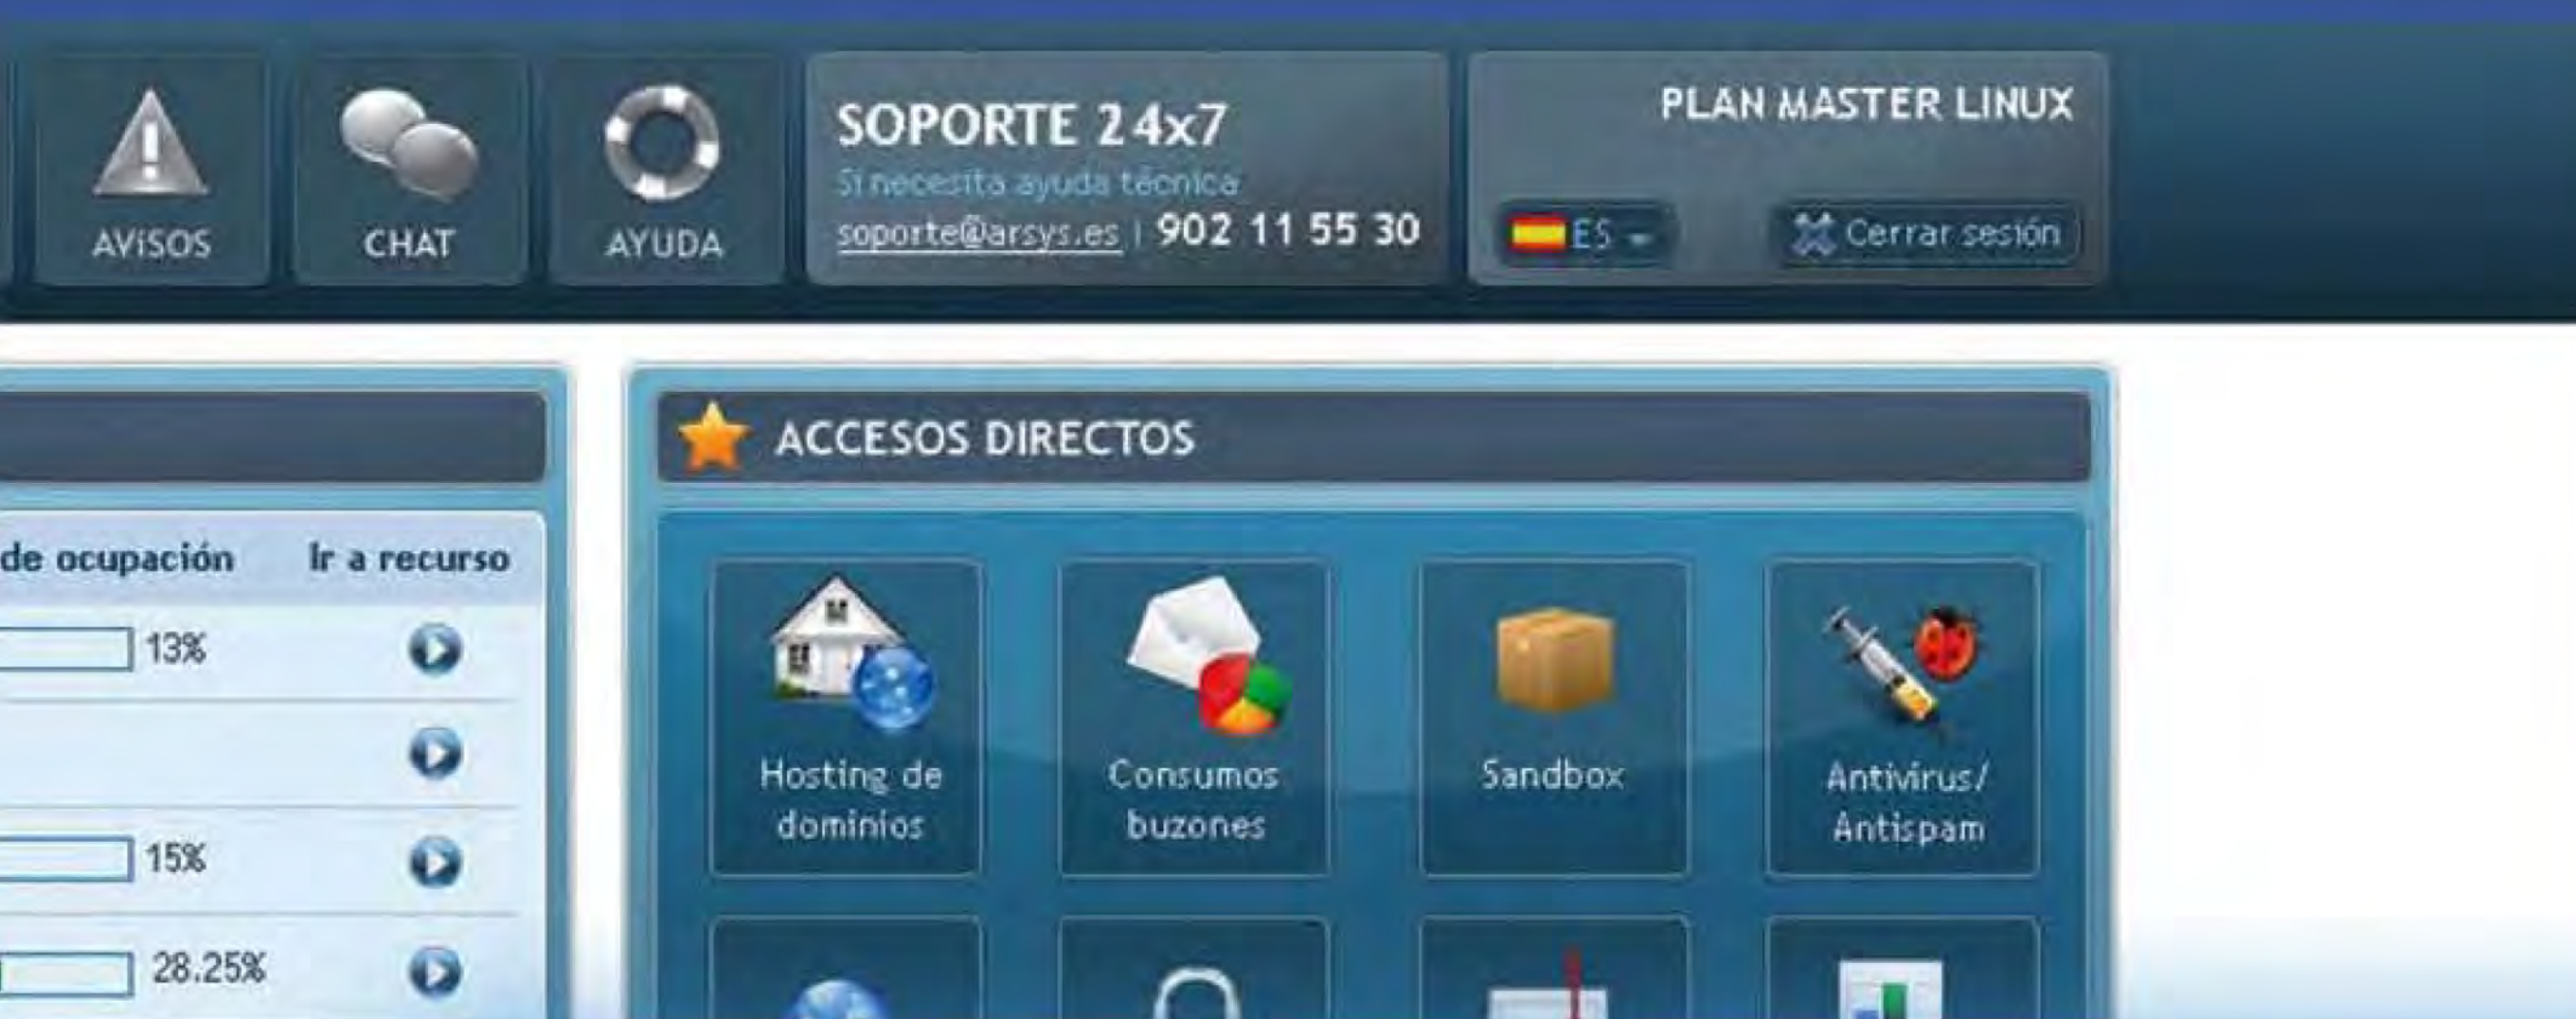 SOPORTE 24x7
PLAN MASTER LINUX
Si necesita ayuda técnica
AViSOS
CHAT
AYUDA
soporte@arsys.es | 902 11 55 30
ES
Cerrar sesión
ACCESOS DIRECTOS
de ocupación
Ir a recurso
13%
15%
28.25%
Hosting de
dominios
Consumos
buzones
Sandbox
Antivirus/
Antispam